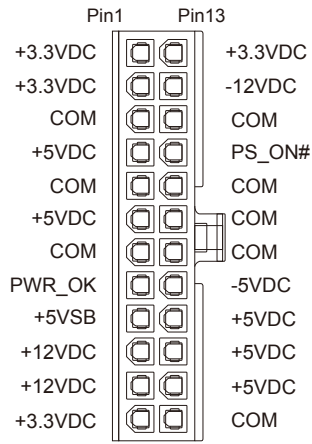 Pin1 Pin13
+3.3VDC +3.3VDC
+3.3VDC -12VDC
COM COM
+5VDC PS_ON#
COM COM
+5VDC COM
COM COM
PWR_OK -5VDC
+5VSB +5VDC
+12VDC +5VDC
+12VDC +5VDC
+3.3VDC COM